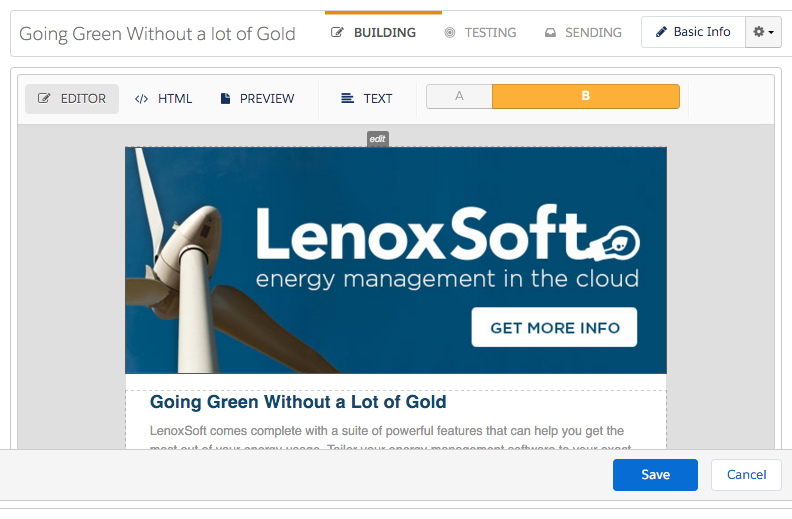 Going Green Without a lot of Gold
BUILDING
TESTING
SENDING
Basic Info
EDITOR
</> HTML
PREVIEW
TEXT
A
B
edit
LenoxSoft
energy management in the cloud
GET MORE INFO
Going Green Without a Lot of Gold
LenoxSoft comes complete with a suite of powerful features that can help you get the
most out of your energy usage. Tailor your energy management software to your exact
Save
Cancel